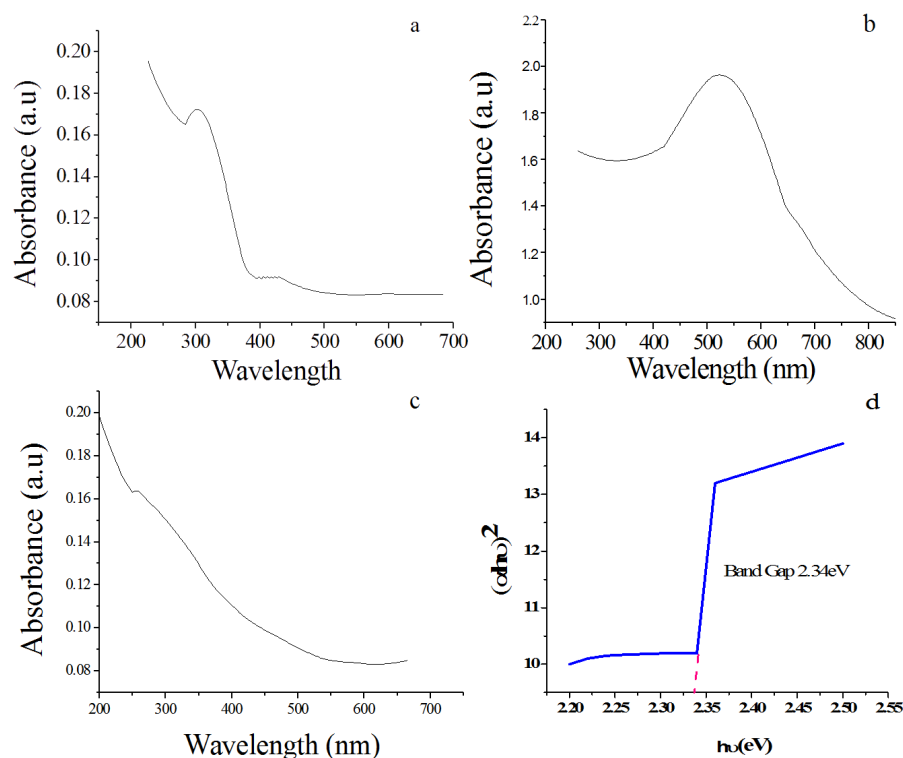 a
Absorbance (a.u)
0.20
0.18
0.16
0.14
0.12
0.10
0.08
200 300 400 500 600 700
Wavelength
b
Absorbance (a.u)
2.2
2.0
1.8
1.6
1.4
1.2
1.0
200 300 400 500 600 700 800
Wavelength (nm)
c
Absorbance (a.u)
0.20
0.18
0.16
0.14
0.12
0.10
0.08
200 300 400 500 600 700
Wavelength (nm)
d
(αhυ)2
14
13
12
11
10
Band Gap 2.34eV
2.20 2.25 2.30 2.35 2.40 2.45 2.50 2.55
hυ(eV)